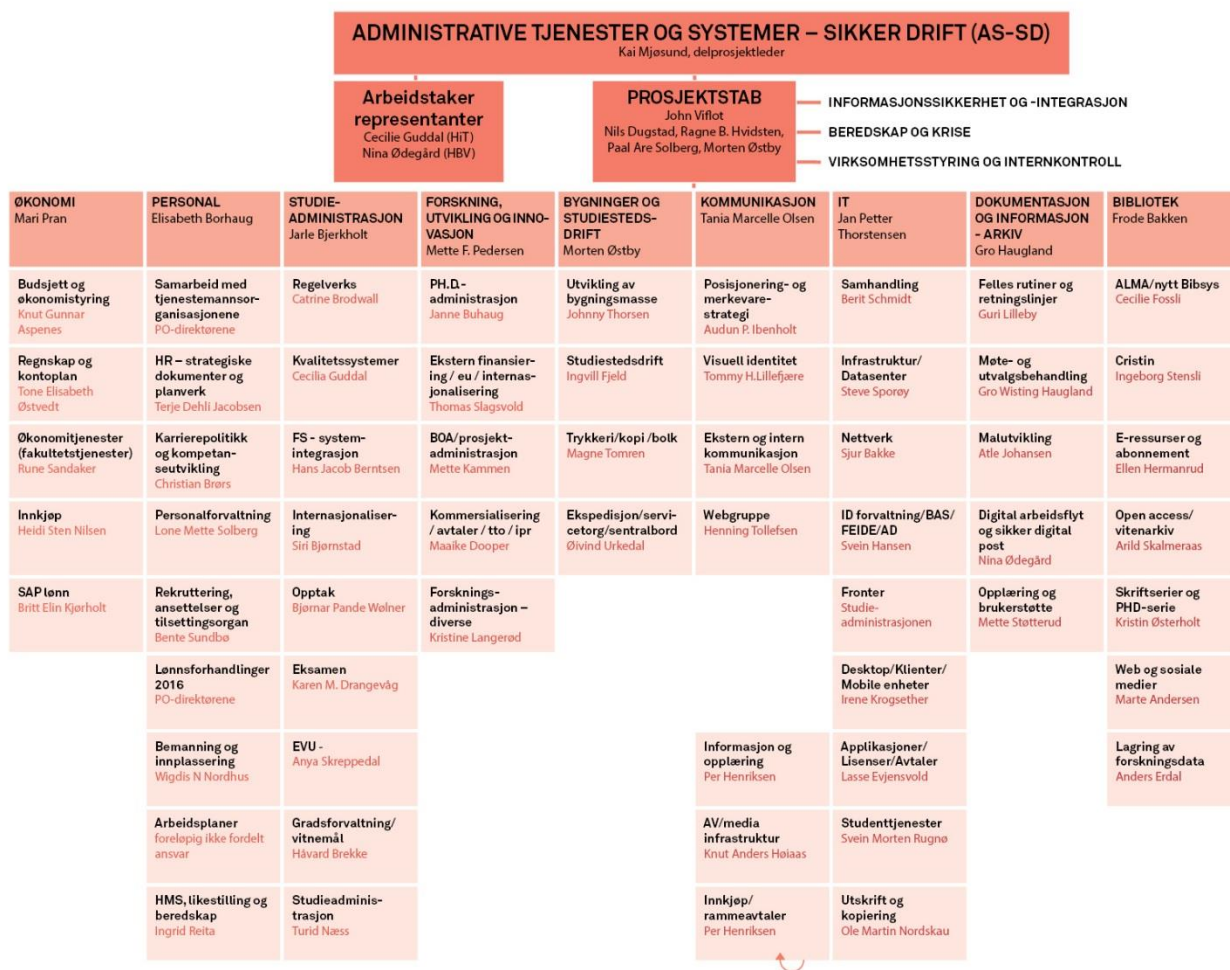 ADMINISTRATIVE TJENESTER OG SYSTEMER – SIKKER DRIFT (AS-SD)
Kai Mjøsund, delprosjektleder
Arbeidstaker
representanter
Cecilie Guddal (HiT)
Nina Ødegård (HBV)
PROSJEKTSTAB
John Viflot
Nils Dugstad, Ragne B. Hvidsten,
Paal Are Solberg, Morten Østby
INFORMASJONSSIKKERHET OG -INTEGRASJON
BEREDSKAP OG KRISE
VIRKSOMHETSSTYRING OG INTERNKONTROLL
ØKONOMI
Mari Pran
Budsjett og
økonomistyring
Knut Gunnar
Aspenes
Regnskap og
kontoplan
Tone Elisabeth
Østvedt
Økonomitjenester
(fakultetstjenester)
Rune Sandaker
Innkjøp
Heidi Sten Nilsen
SAP lønn
Britt Elin Kjørholt
PERSONAL
Elisabeth Borhaug
Samarbeid med
tjenestemannsor-
ganisasjonene
PO-direktørene
HR – strategiske
dokumenter og
planverk
Terje Dehli Jacobsen
Karrierepolitikk
og kompetan-
seutvikling
Christian Brørs
Personalforvaltning
Lone Mette Solberg
Rekruttering,
ansettelser og
tilsettingsorgan
Bente Sundbø
Lønnsforhandlinger
2016
PO-direktørene
Bemanning og
innplassering
Wigdis N Nordhus
Arbeidsplaner
foreløpig ikke fordelt
ansvar
HMS, likestilling og
beredskap
Ingrid Reita
STUDIE-
ADMINISTRASJON
Jarle Bjerkholt
Regelverks
Catrine Brodwall
Kvalitetssystemer
Cecilia Guddal
FS - system-
integrasjon
Hans Jacob Berntsen
Internasjonaliser-
ing
Siri Bjørnstad
Opptak
Bjørnar Pande Wølner
Eksamen
Karen M. Drangevåg
EVU -
Anya Skreppedal
Gradsforvaltning/
vitnemål
Håvard Brekke
Studieadminis-
trasjon
Turid Næss
FORSKNING,
UTVIKLING OG INNO-
VASJON
Mette F. Pedersen
PH.D.-
administrasjon
Janne Buhaug
Ekstern finansier-
ing / eu / internas-
jonalisering
Thomas Slagsvold
BOA/prosjekt-
administrasjon
Mette Kammen
Kommersialisering
/ avtaler / tto / ipr
Maaike Dooper
Forsknings-
administrasjon –
diverse
Kristine Langerød
BYGNINGER OG
STUDIESTEDS-
DRIFT
Morten Østby
Utvikling av
bygningsmasse
Johnny Thorsen
Studiestedsdrift
Ingvill Fjeld
Trykkeri/kopi /bolk
Magne Tomren
Ekspedisjon/servi-
cetorg/sentralbord
Øivind Urkedal
KOMMUNIKASJON
Tania Marcelle Olsen
Posisjonering- og
merkevare-
strategi
Audun P. Ibenholt
Visuell identitet
Tommy H.Lillefjære
Ekstern og intern
kommunikasjon
Tania Marcelle Olsen
Webgruppe
Henning Tollefsen
Informasjon og
opplæring
Per Henriksen
AV/media
infrastruktur
Knut Anders Høiaas
Innkjøp/
rammeavtaler
Per Henriksen
IT
Jan Petter
Thorstensen
Samhandling
Berit Schmidt
Infrastruktur/
Datasenter
Steve Sporøy
Nettverk
Sjur Bakke
ID forvaltning/BAS/
FEIDE/AD
Svein Hansen
Fronter
Studie-
administrasjonen
Desktop/Klienter/
Mobile enheter
Irene Krogsether
Applikasjoner/
Lisenser/Avtaler
Lasse Evjensvold
Studenttjenester
Svein Morten Rugnø
Utskrift og
kopiering
Ole Martin Nordskau
DOKUMENTASJON
OG INFORMASJON
- ARKIV
Gro Haugland
Felles rutiner og
retningslinjer
Guri Lilleby
Møte- og
utvalgsbehandling
Gro Wisting Haugland
Malutvikling
Atle Johansen
Digital arbeidsflyt
og sikker digital
post
Nina Ødegård
Opplæring og
brukerstøtte
Mette Støtterud
BIBLIOTEK
Frode Bakken
ALMA/nytt Bibsys
Cecilie Fossli
Cristin
Ingeborg Stensli
E-ressurser og
abonnement
Ellen Hermanrud
Open access/
vitenarkiv
Arild Skalmeraas
Skriftserier og
PHD-serie
Kristin Østerholt
Web og sosiale
medier
Marte Andersen
Lagring av
forskningsdata
Anders Erdal